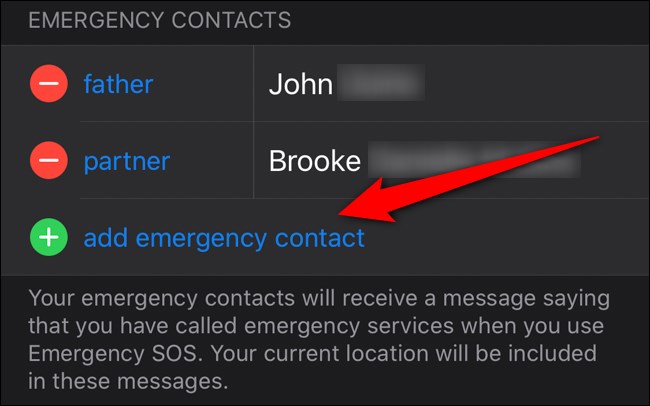 EMERGENCY CONTACTS
father John
partner Brooke
add emergency contact
Your emergency contacts will receive a message saying
that you have called emergency services when you use
Emergency SOS. Your current location will be included
in these messages.